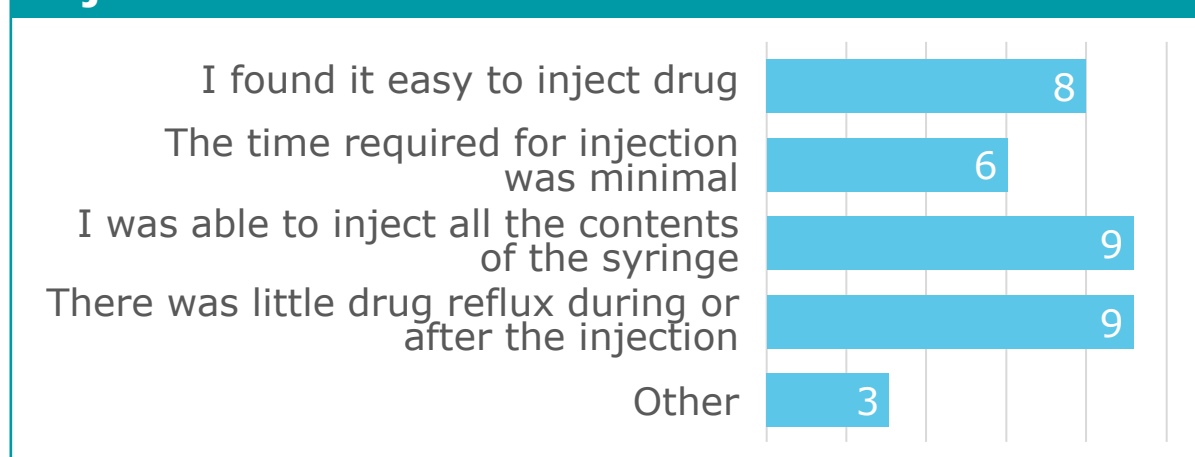 I found it easy to inject drug
8
The time required for injection
was minimal
6
I was able to inject all the contents
of the syringe
9
There was little drug reflux during or
after the injection
9
Other
3